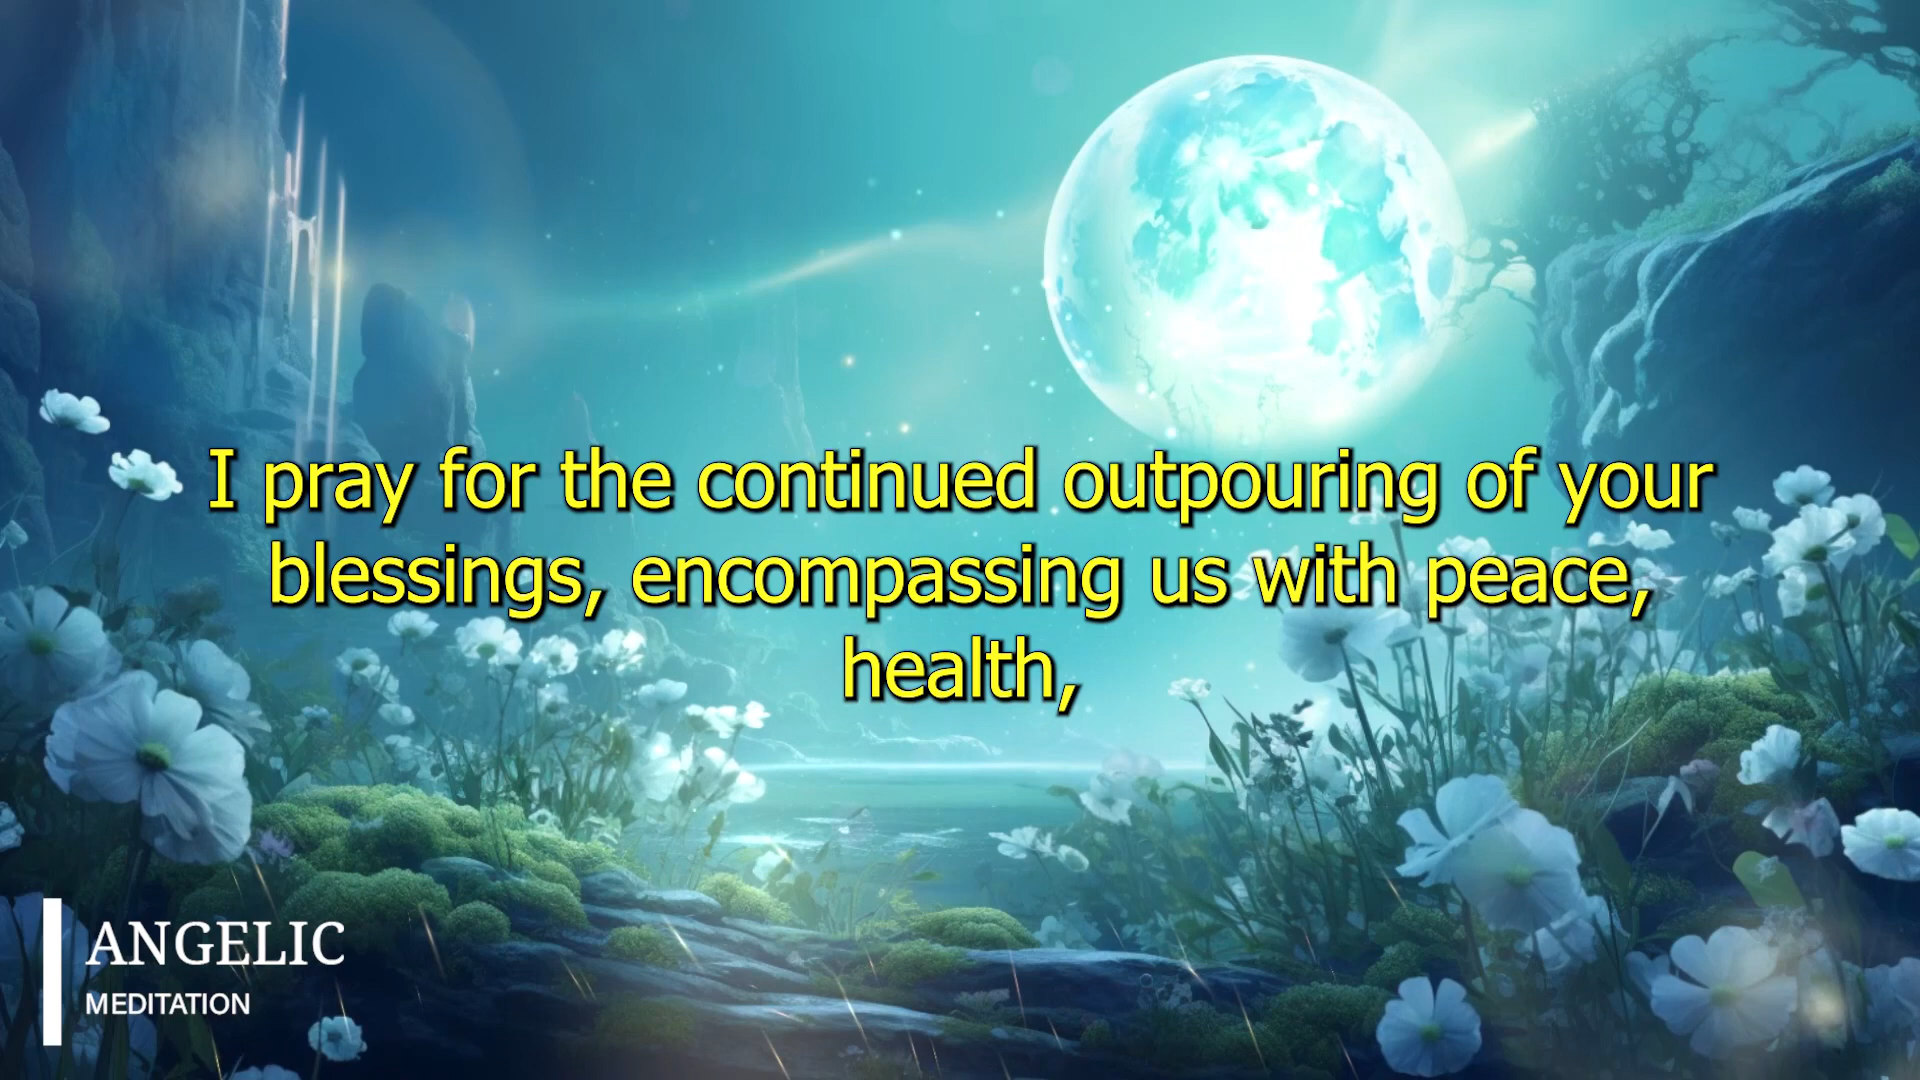 I pray for the continued outpouring of your
blessings, encompassing us with peace,
health,
ANGELIC
MEDITATION